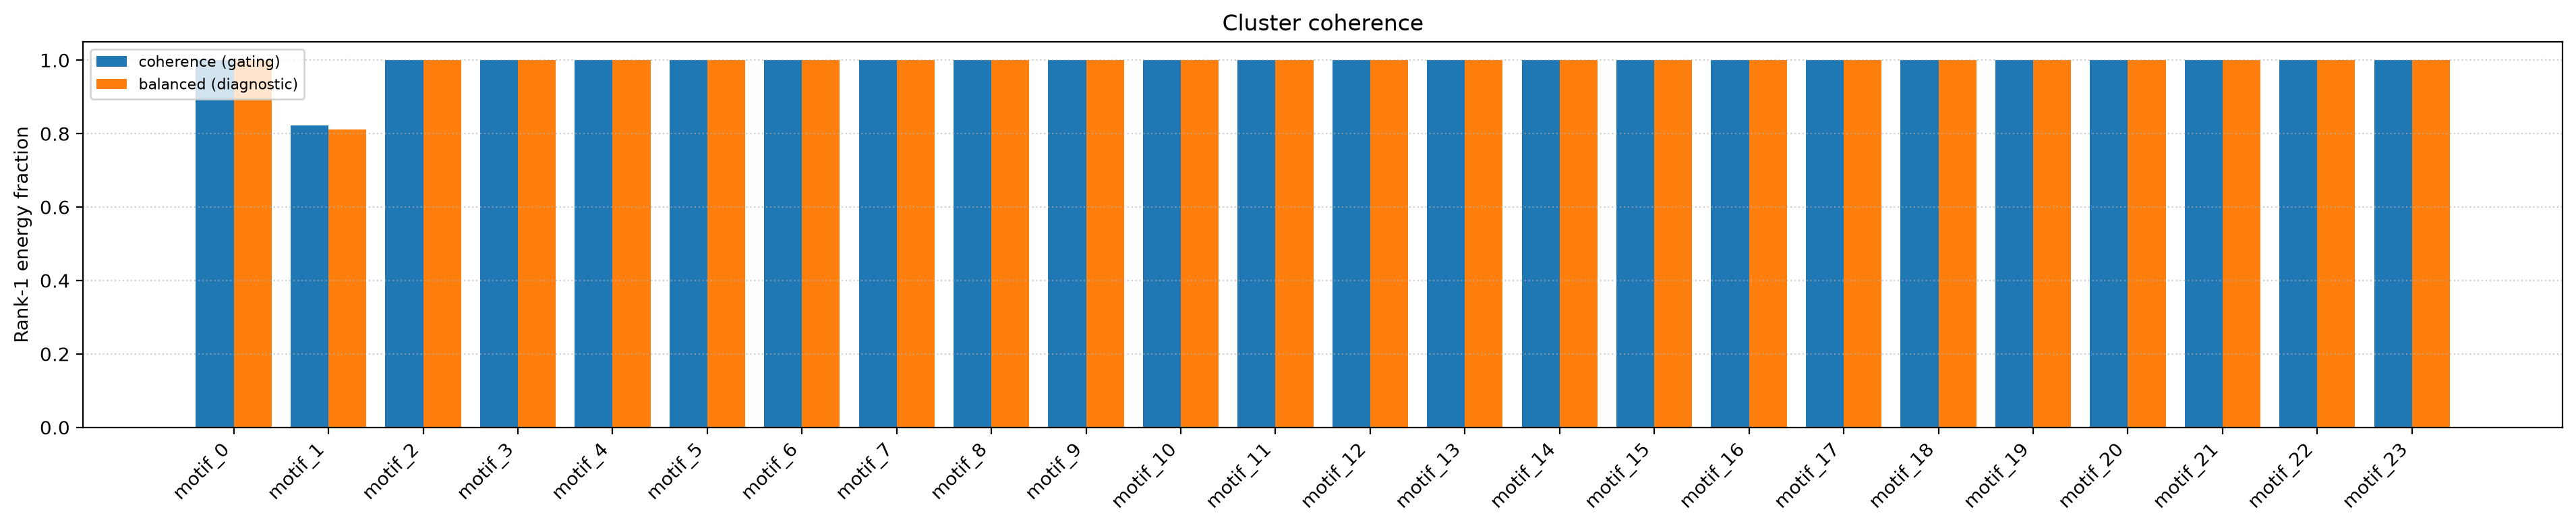 Cluster coherence
coherence (gating)
balanced (diagnostic)
Rank-1 energy fraction
1.0
0.8
0.6
0.4
0.2
0.0
motif_0
motif_1
motif_2
motif_3
motif_4
motif_5
motif_6
motif_7
motif_8
motif_9
motif_10
motif_11
motif_12
motif_13
motif_14
motif_15
motif_16
motif_17
motif_18
motif_19
motif_20
motif_21
motif_22
motif_23